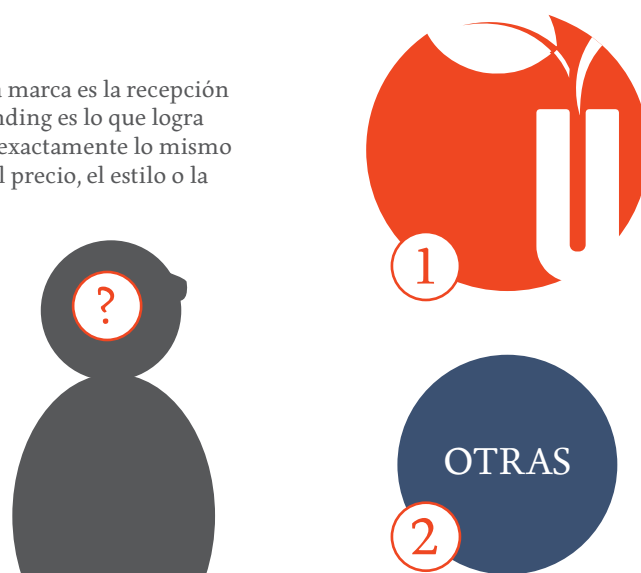 marca es la recepción
nding es lo que logra
exactamente lo mismo
l precio, el estilo o la
?
1
OTRAS
2